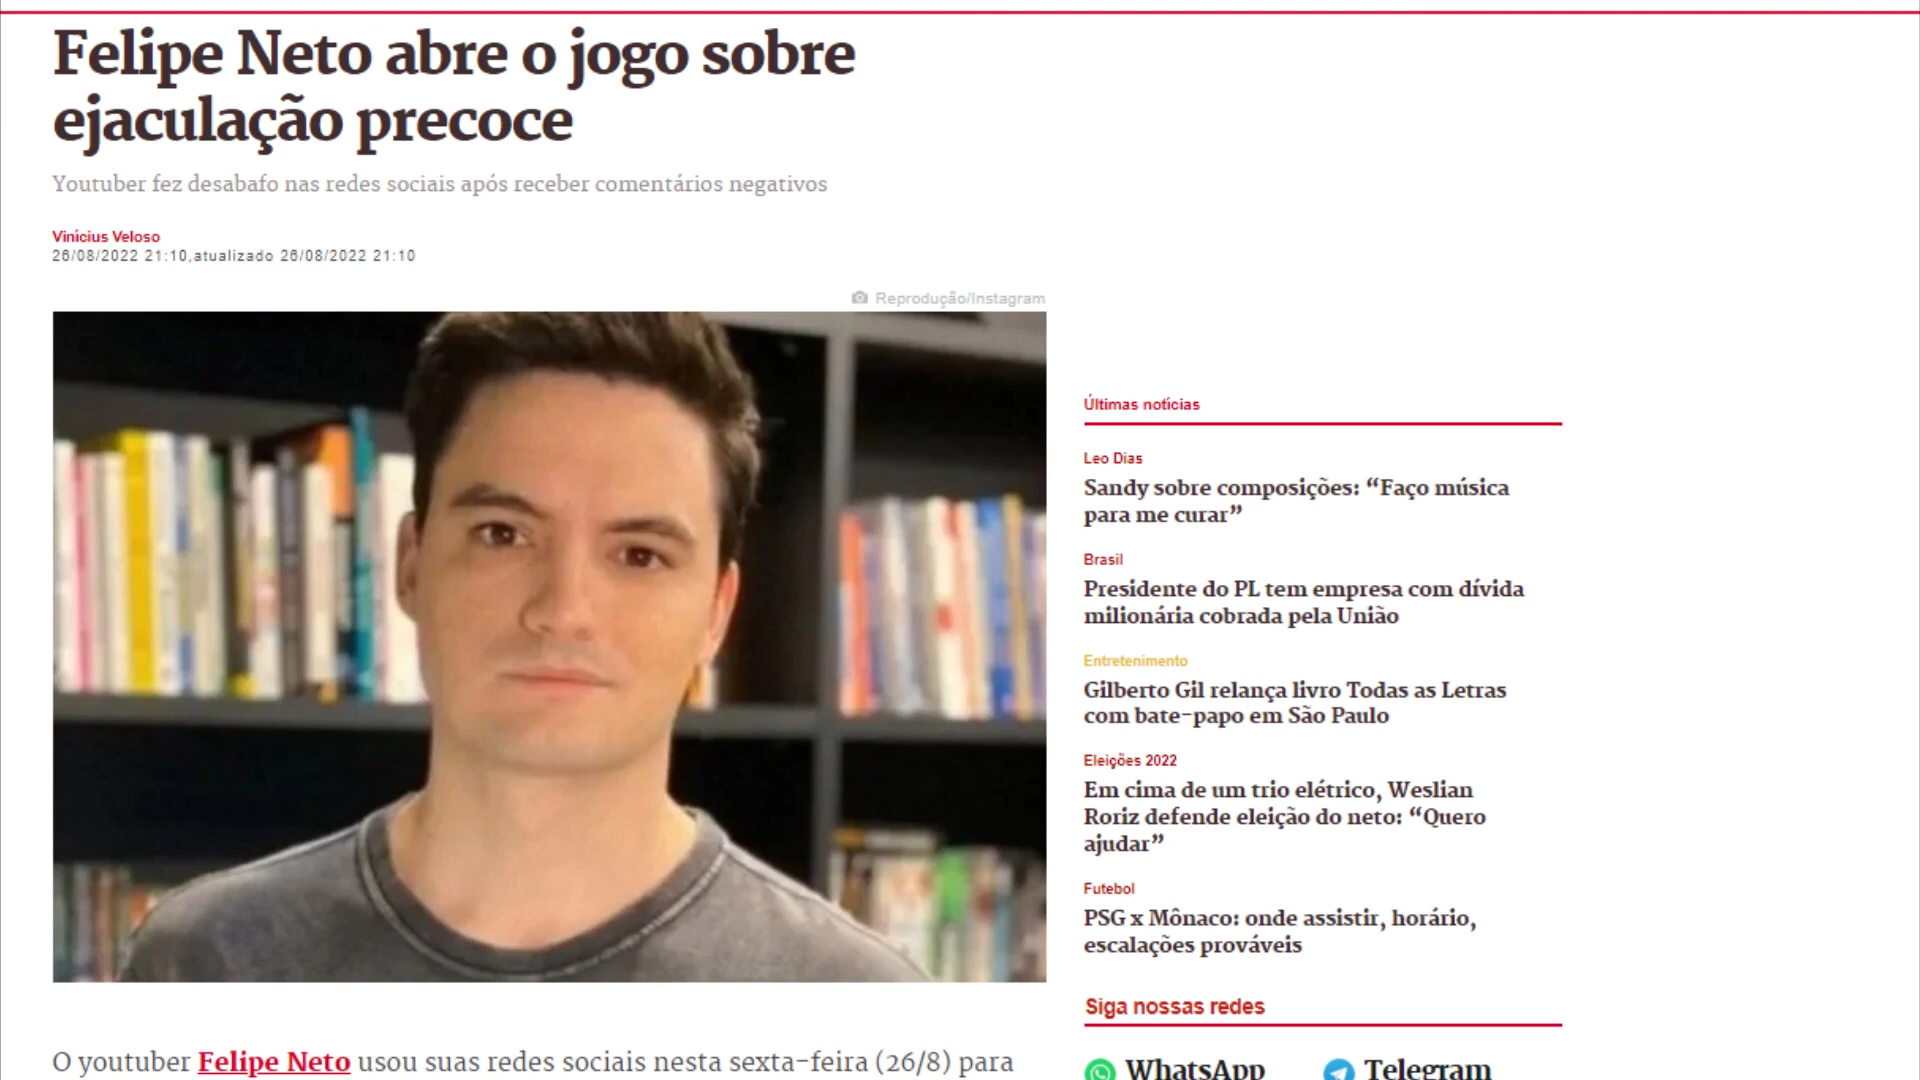 Felipe Neto abre o jogo sobre
ejaculação precoce
Youtuber fez desabafo nas redes sociais após receber comentários negativos
Vinícius Veloso
26/08/2022 21:10,atualizado 26/08/2022 21:10
Reprodução/Instagram
O youtuber Felipe Neto usou suas redes sociais nesta sexta-feira (26/8) para
Últimas notícias
Leo Dias
Sandy sobre composições: “Faço música
para me curar”
Brasil
Presidente do PL tem empresa com dívida
milionária cobrada pela União
Entretenimento
Gilberto Gil relança livro Todas as Letras
com bate-papo em São Paulo
Eleições 2022
Em cima de um trio elétrico, Weslian
Roriz defende eleição do neto: “Quero
ajudar”
Futebol
PSG x Mônaco: onde assistir, horário,
escalações prováveis
Siga nossas redes
WhatsApp
Telegram